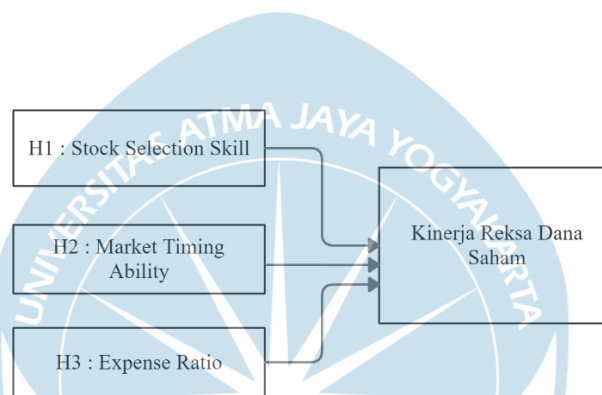 UNIVERSITAS ATMA JAYA YOGYAKARTA
H1 : Stock Selection Skill
H2 : Market Timing
Ability
H3 : Expense Ratio
Kinerja Reksa Dana
Saham